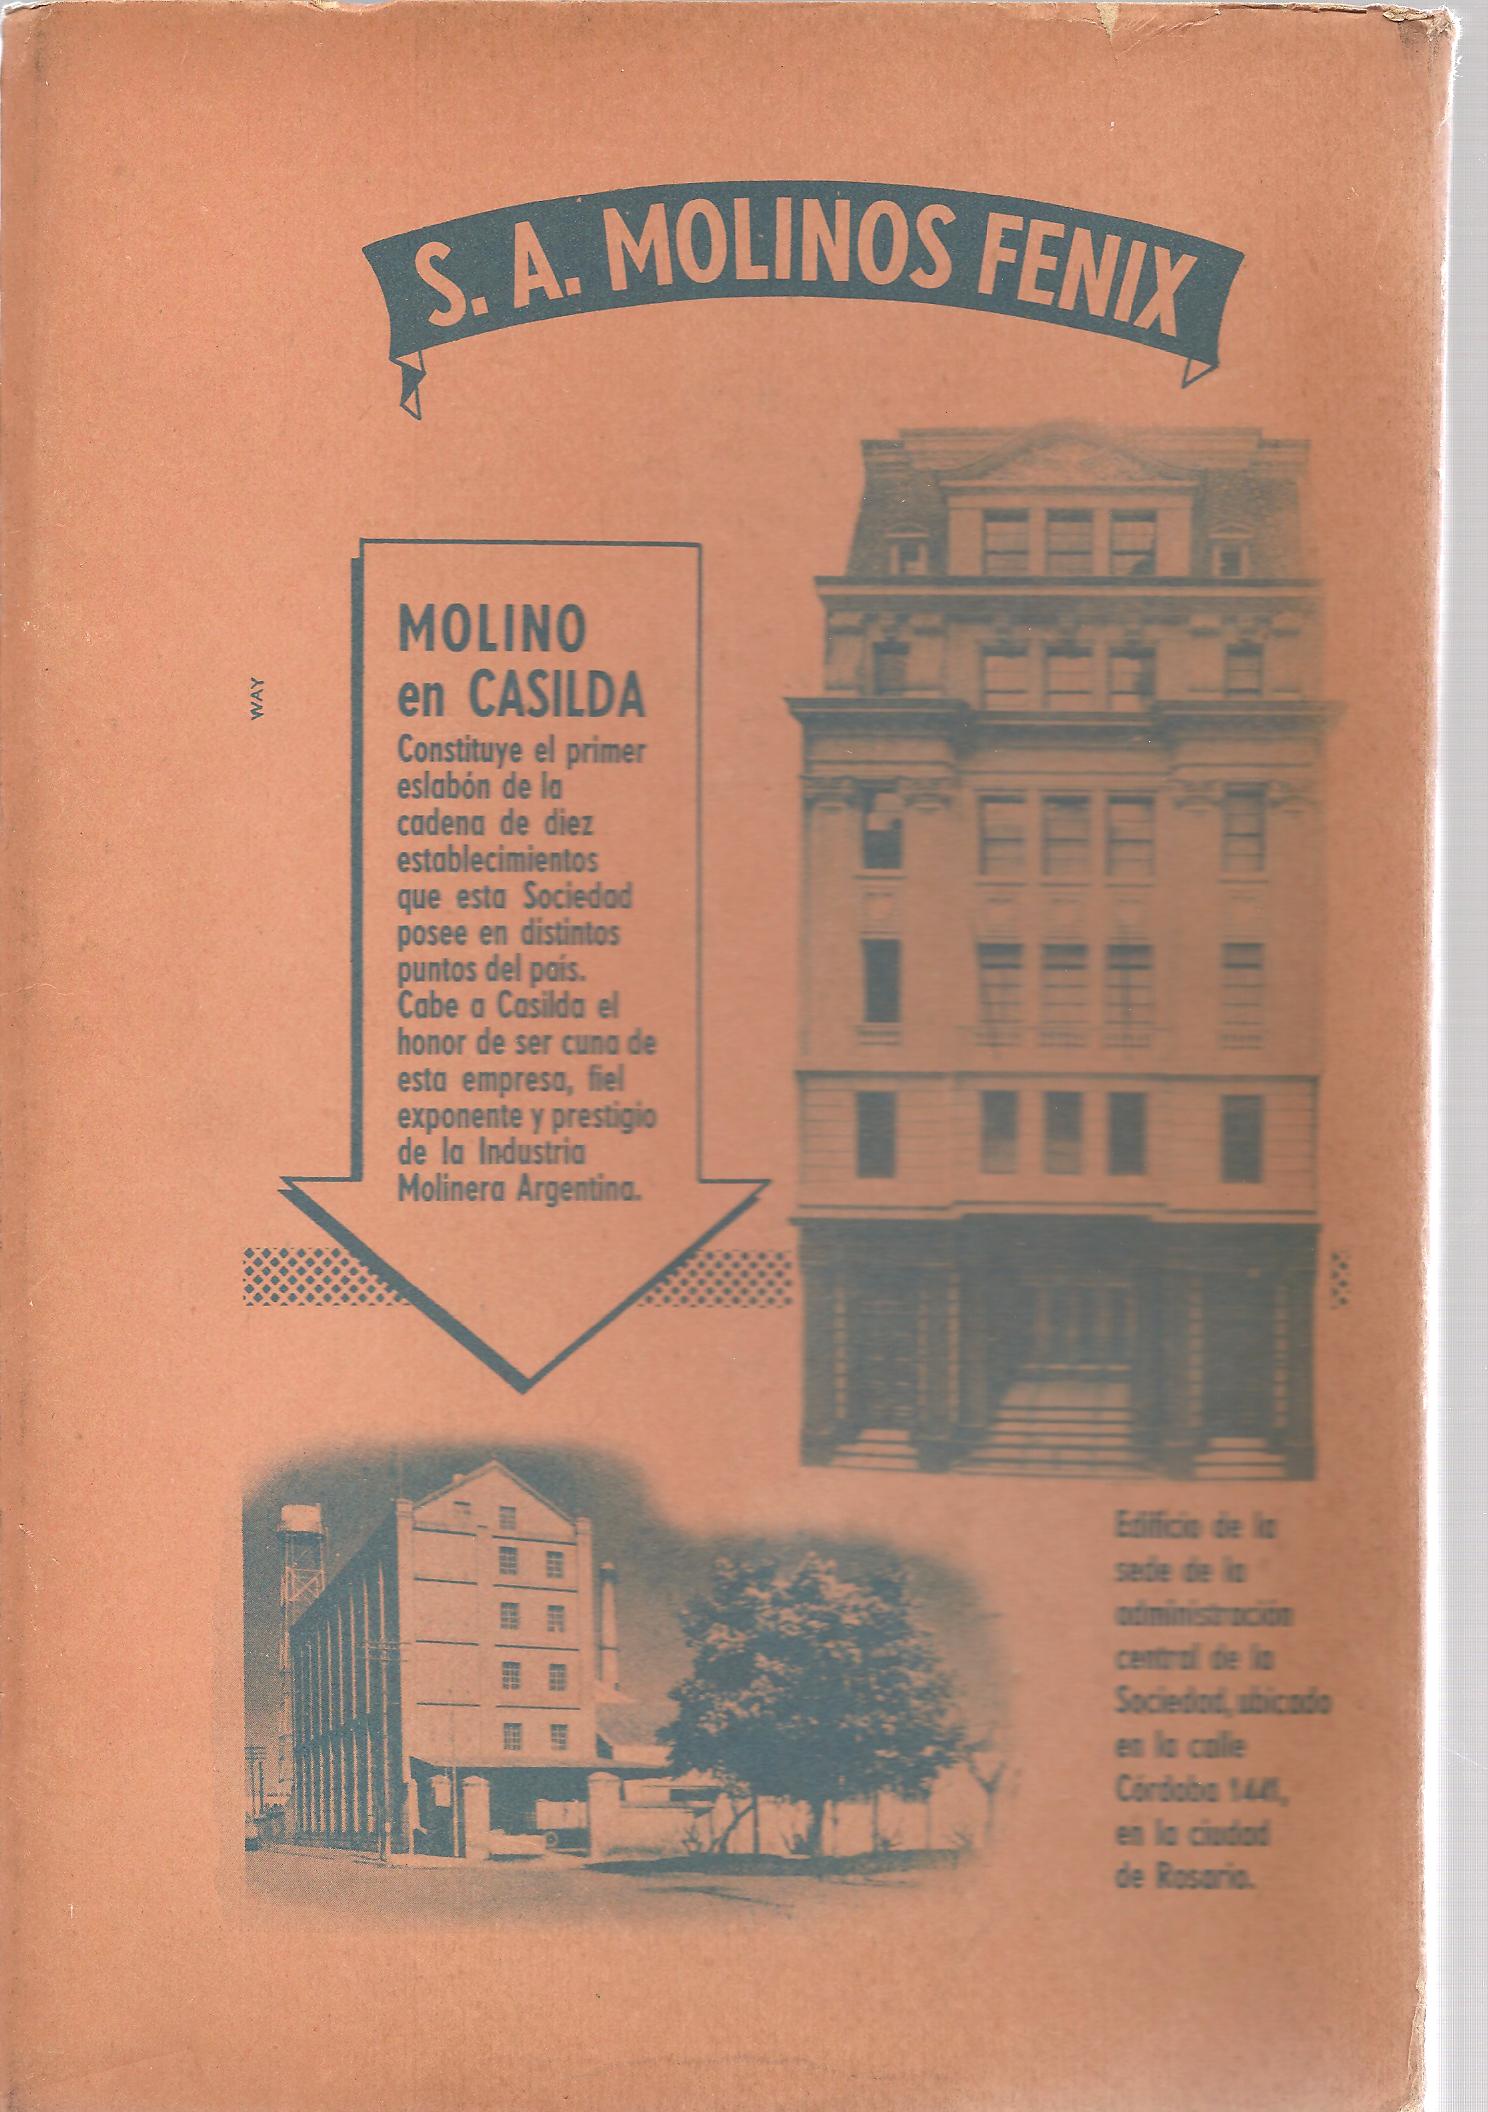 S. A. MOLINOS FENIX
MOLINO
en CASILDA
Constituye el primer
eslabón de la
cadena de diez
establecimientos
que esta Sociedad
posee en distintos
puntos del país.
Cabe a Casilda el
honor de ser cuna de
esta empresa, fiel
exponente y prestigio
de la Industria
Molinera Argentina.
WAY
Edificio de la
sede de la
administración
central de la
Sociedad, ubicado
en la calle
Córdoba 1441,
en la ciudad
de Rosario.